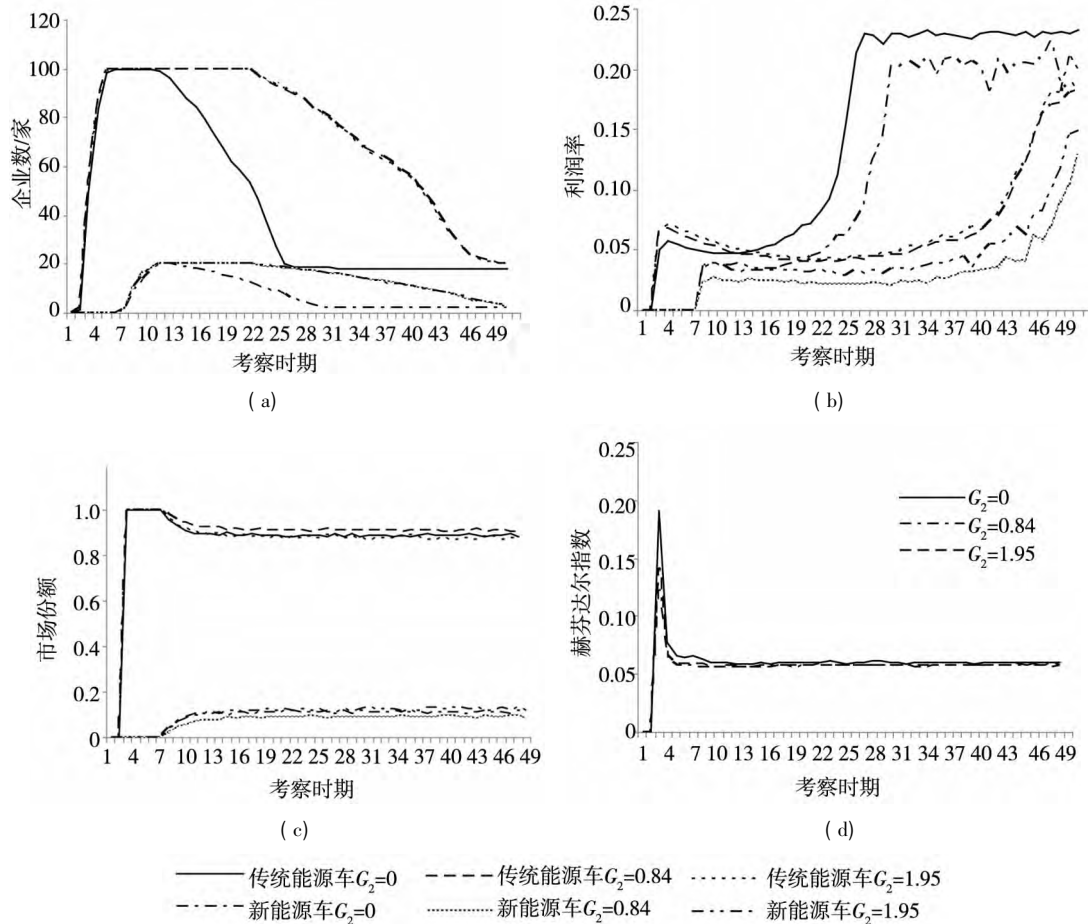 120
100
80
60
40
20
0
企业数/家
1 4 7 10 13 16 19 22 25 28 31 34 37 40 43 46 49
考察时期
(a)
0.25
0.20
0.15
0.10
0.05
0
利润率
1 4 7 10 13 16 19 22 25 28 31 34 37 40 43 46 49
考察时期
(b)
1.0
0.8
0.6
0.4
0.2
0
市场份额
1 4 7 10 13 16 19 22 25 28 31 34 37 40 43 46 49
考察时期
(c)
0.25
0.20
0.15
0.10
0.05
0
赫芬达尔指数
G₂=0
G₂=0.84
G₂=1.95
1 4 7 10 13 16 19 22 25 28 31 34 37 40 43 46 49
考察时期
(d)
传统能源车G₂=0 传统能源车G₂=0.84 传统能源车G₂=1.95
新能源车G₂=0 新能源车G₂=0.84 新能源车G₂=1.95